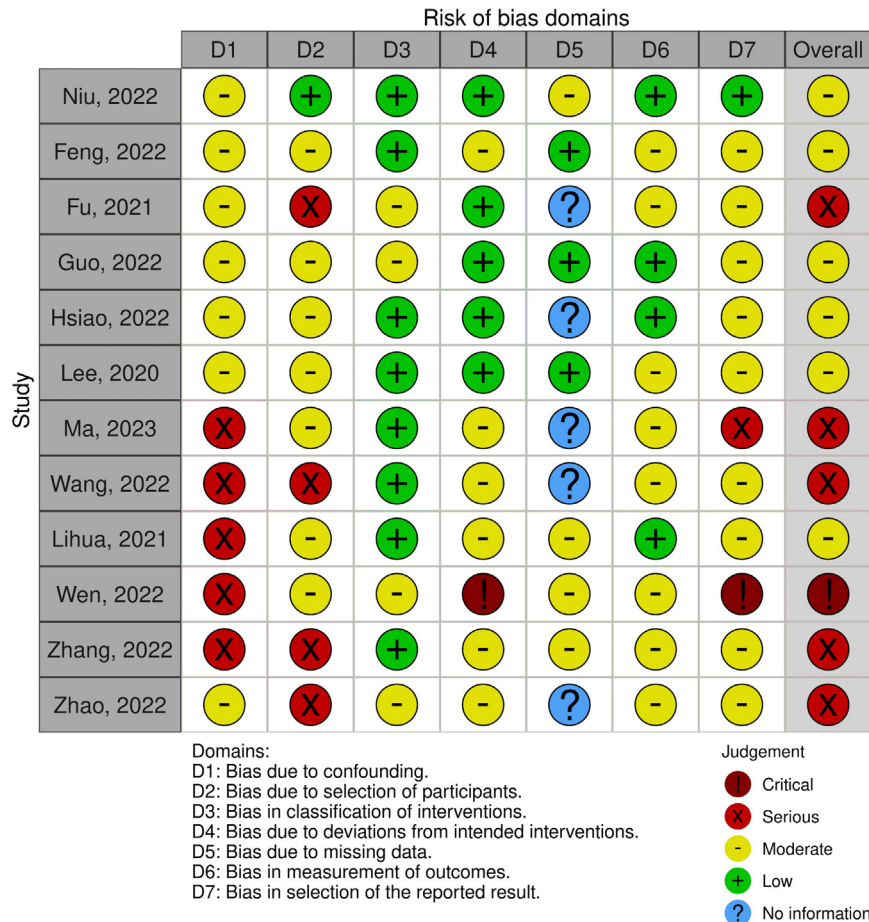 Risk of bias domains
D1 D2 D3 D4 D5 D6 D7 Overall
Study
Niu, 2022 - + + + - + + -
Feng, 2022 - - + - + - - -
Fu, 2021 - X - + ? - - X
Guo, 2022 - - - + + + - -
Hsiao, 2022 - - + + ? + - -
Lee, 2020 - - + + + - - -
Ma, 2023 X - + - ? - X X
Wang, 2022 X X + - ? - - X
Lihua, 2021 X - + - - + - -
Wen, 2022 X - - ! - - ! !
Zhang, 2022 X X + - - - - X
Zhao, 2022 - X - - ? - - X
Domains:
D1: Bias due to confounding.
D2: Bias due to selection of participants.
D3: Bias in classification of interventions.
D4: Bias due to deviations from intended interventions.
D5: Bias due to missing data.
D6: Bias in measurement of outcomes.
D7: Bias in selection of the reported result.
Judgement
! Critical
X Serious
- Moderate
+ Low
? No information